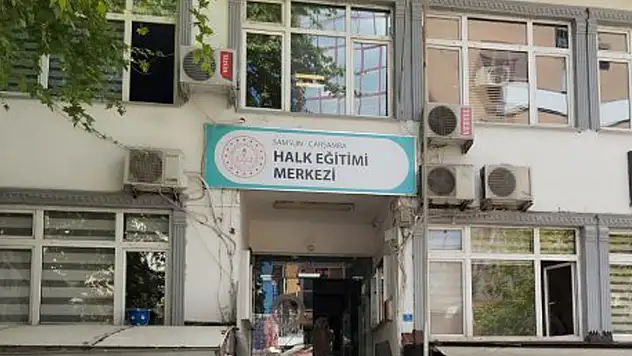 SAMSUN - ÇARŞAMBA
HALK EĞİTİMİ
MERKEZİ